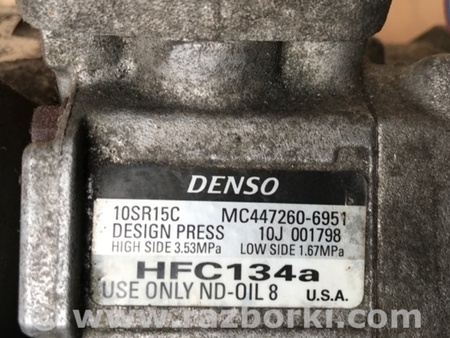 DENSO
10SR15C MC447260-6951
DESIGN PRESS 10J 001798
HIGH SIDE 3.53MPa LOW SIDE 1.67MPa
HFC134a
USE ONLY ND-OIL 8 U.S.A.
www.razborki.com